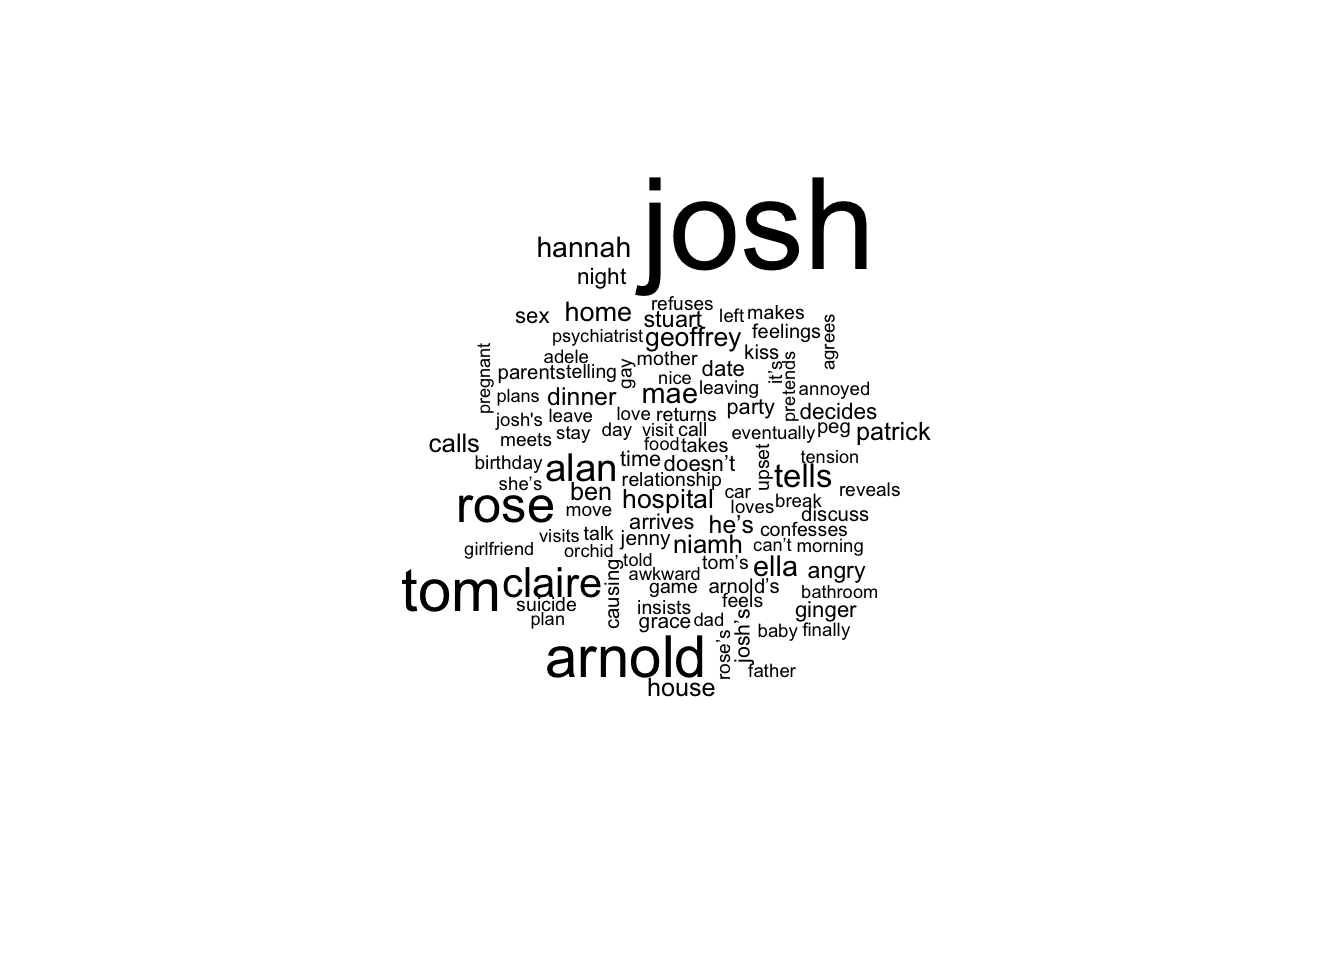 josh
hannah
night
refuses
sex
home
stuart
left
makes
psychiatrist
geoffrey
feelings
agrees
adele
mother
kiss
pregnant
parents
telling
gay
nice
date
it’s
pretends
plans
dinner
mae
leaving
annoyed
josh's
leave
love
returns
party
decides
calls
meets
stay
day
visit
call
eventually
peg
patrick
food
takes
birthday
alan
time
doesn’t
upset
tells
tension
she’s
relationship
rose
ben
hospital
car
loves
break
reveals
move
arrives
he’s
confesses
discuss
girlfriend
visits
talk
orchid
jenny
niamh
can’t
morning
told
tom
claire
causing
awkward
tom’s
ella
angry
suicide
game
arnold’s
bathroom
plan
insists
feels
ginger
grace
dad
josh’s
baby
finally
arnold
rose’s
father
house